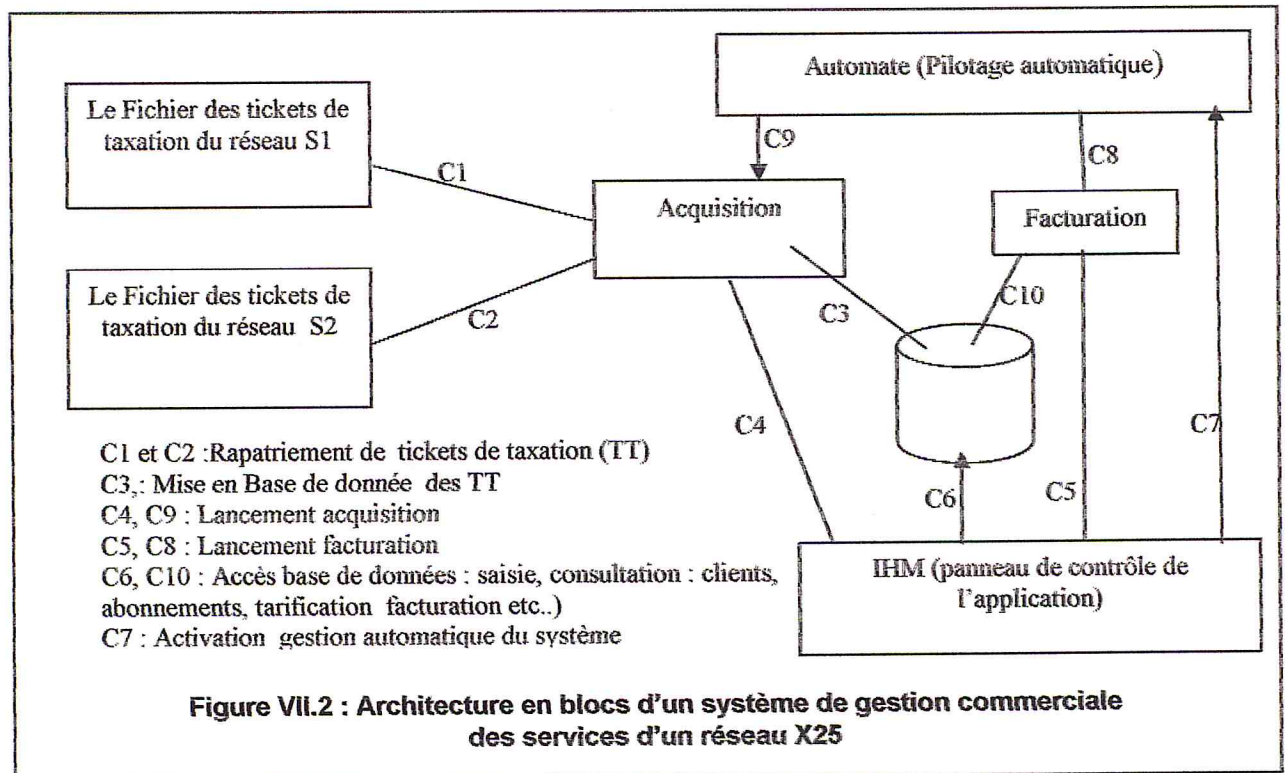 Automate (Pilotage automatique)
Le Fichier des tickets de
taxation du réseau S1
C9
C8
C1
Acquisition
Facturation
Le Fichier des tickets de
taxation du réseau S2
C2
C3
C10
C4
C7
C6
C5
C1 et C2 :Rapatriement de tickets de taxation (TT)
C3,: Mise en Base de donnée des TT
C4, C9 : Lancement acquisition
C5, C8 : Lancement facturation
C6, C10 : Accès base de données : saisie, consultation : clients,
abonnements, tarification facturation etc..)
C7 : Activation gestion automatique du système
IHM (panneau de contrôle de
l'application)
Figure VII.2 : Architecture en blocs d'un système de gestion commerciale
des services d'un réseau X25